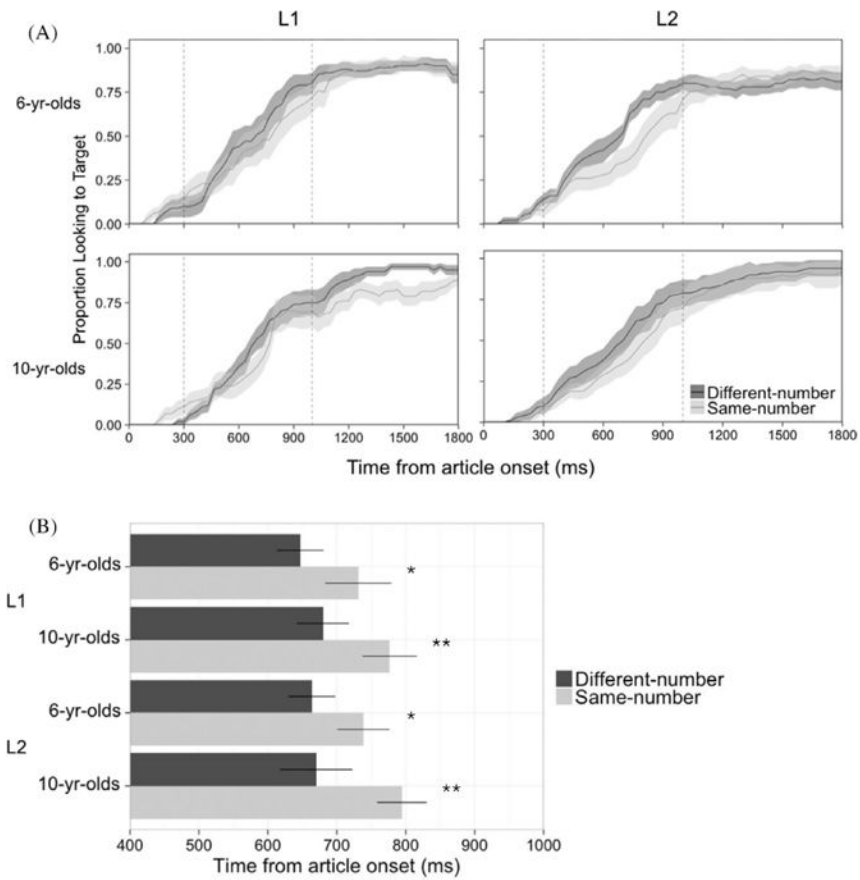 L1 L2
(A)
1.00
0.75
0.50
0.25
0.00
6-yr-olds
1.00
0.75
0.50
0.25
0.00
10-yr-olds
Proportion Looking to Target
Different-number
Same-number
0 300 600 900 1200 1500 1800 0 300 600 900 1200 1500 1800
Time from article onset (ms)
(B)
6-yr-olds *
L1
10-yr-olds **
6-yr-olds *
L2
10-yr-olds **
Different-number
Same-number
400 500 600 700 800 900 1000
Time from article onset (ms)